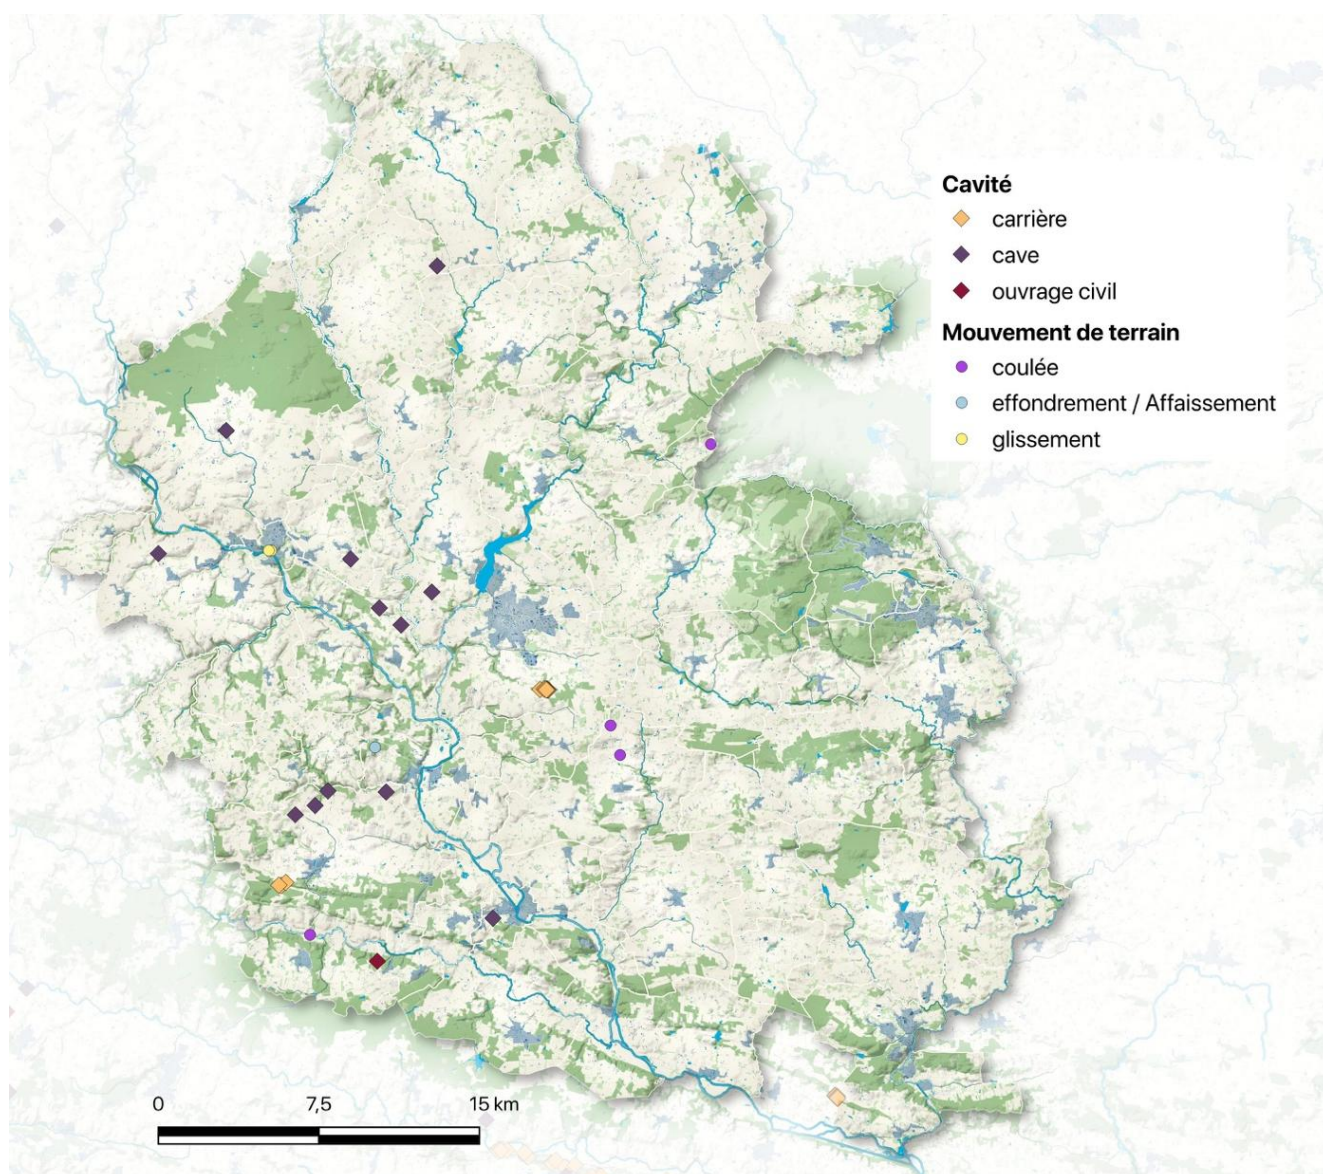 Cavité
carrière
cave
ouvrage civil
Mouvement de terrain
coulée
effondrement / Affaissement
glissement
0 7,5 15 km